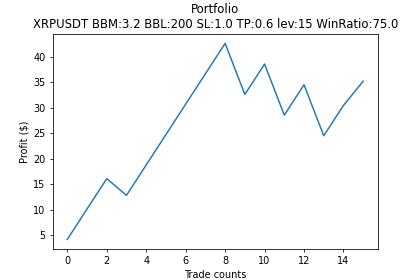 Portfolio
XRPUSDT BBM:3.2 BBL:200 SL:1.0 TP:0.6 lev:15 WinRatio:75.0
40
35
30
25
20
15
10
5
Profit ($)
0 2 4 6 8 10 12 14
Trade counts